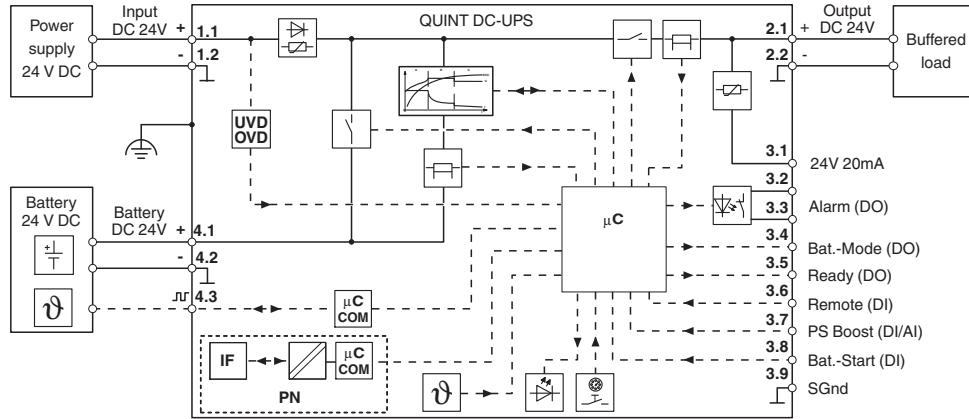 QUINT DC-UPS
Power
supply
24 V DC
Input
DC 24V
+
1.1
-
1.2
2.1
+
Output
DC 24V
2.2
-
Buffered
load
UVD
OVD
3.1
24V 20mA
3.2
3.3
Alarm (DO)
3.4
Bat.-Mode (DO)
3.5
Ready (DO)
3.6
Remote (DI)
3.7
PS Boost (DI/AI)
3.8
Bat.-Start (DI)
3.9
SGnd
Battery
24 V DC
+
-
ϑ
Battery
DC 24V
+
4.1
-
4.2
4.3
μC
μC
COM
IF
μC
COM
PN
ϑ